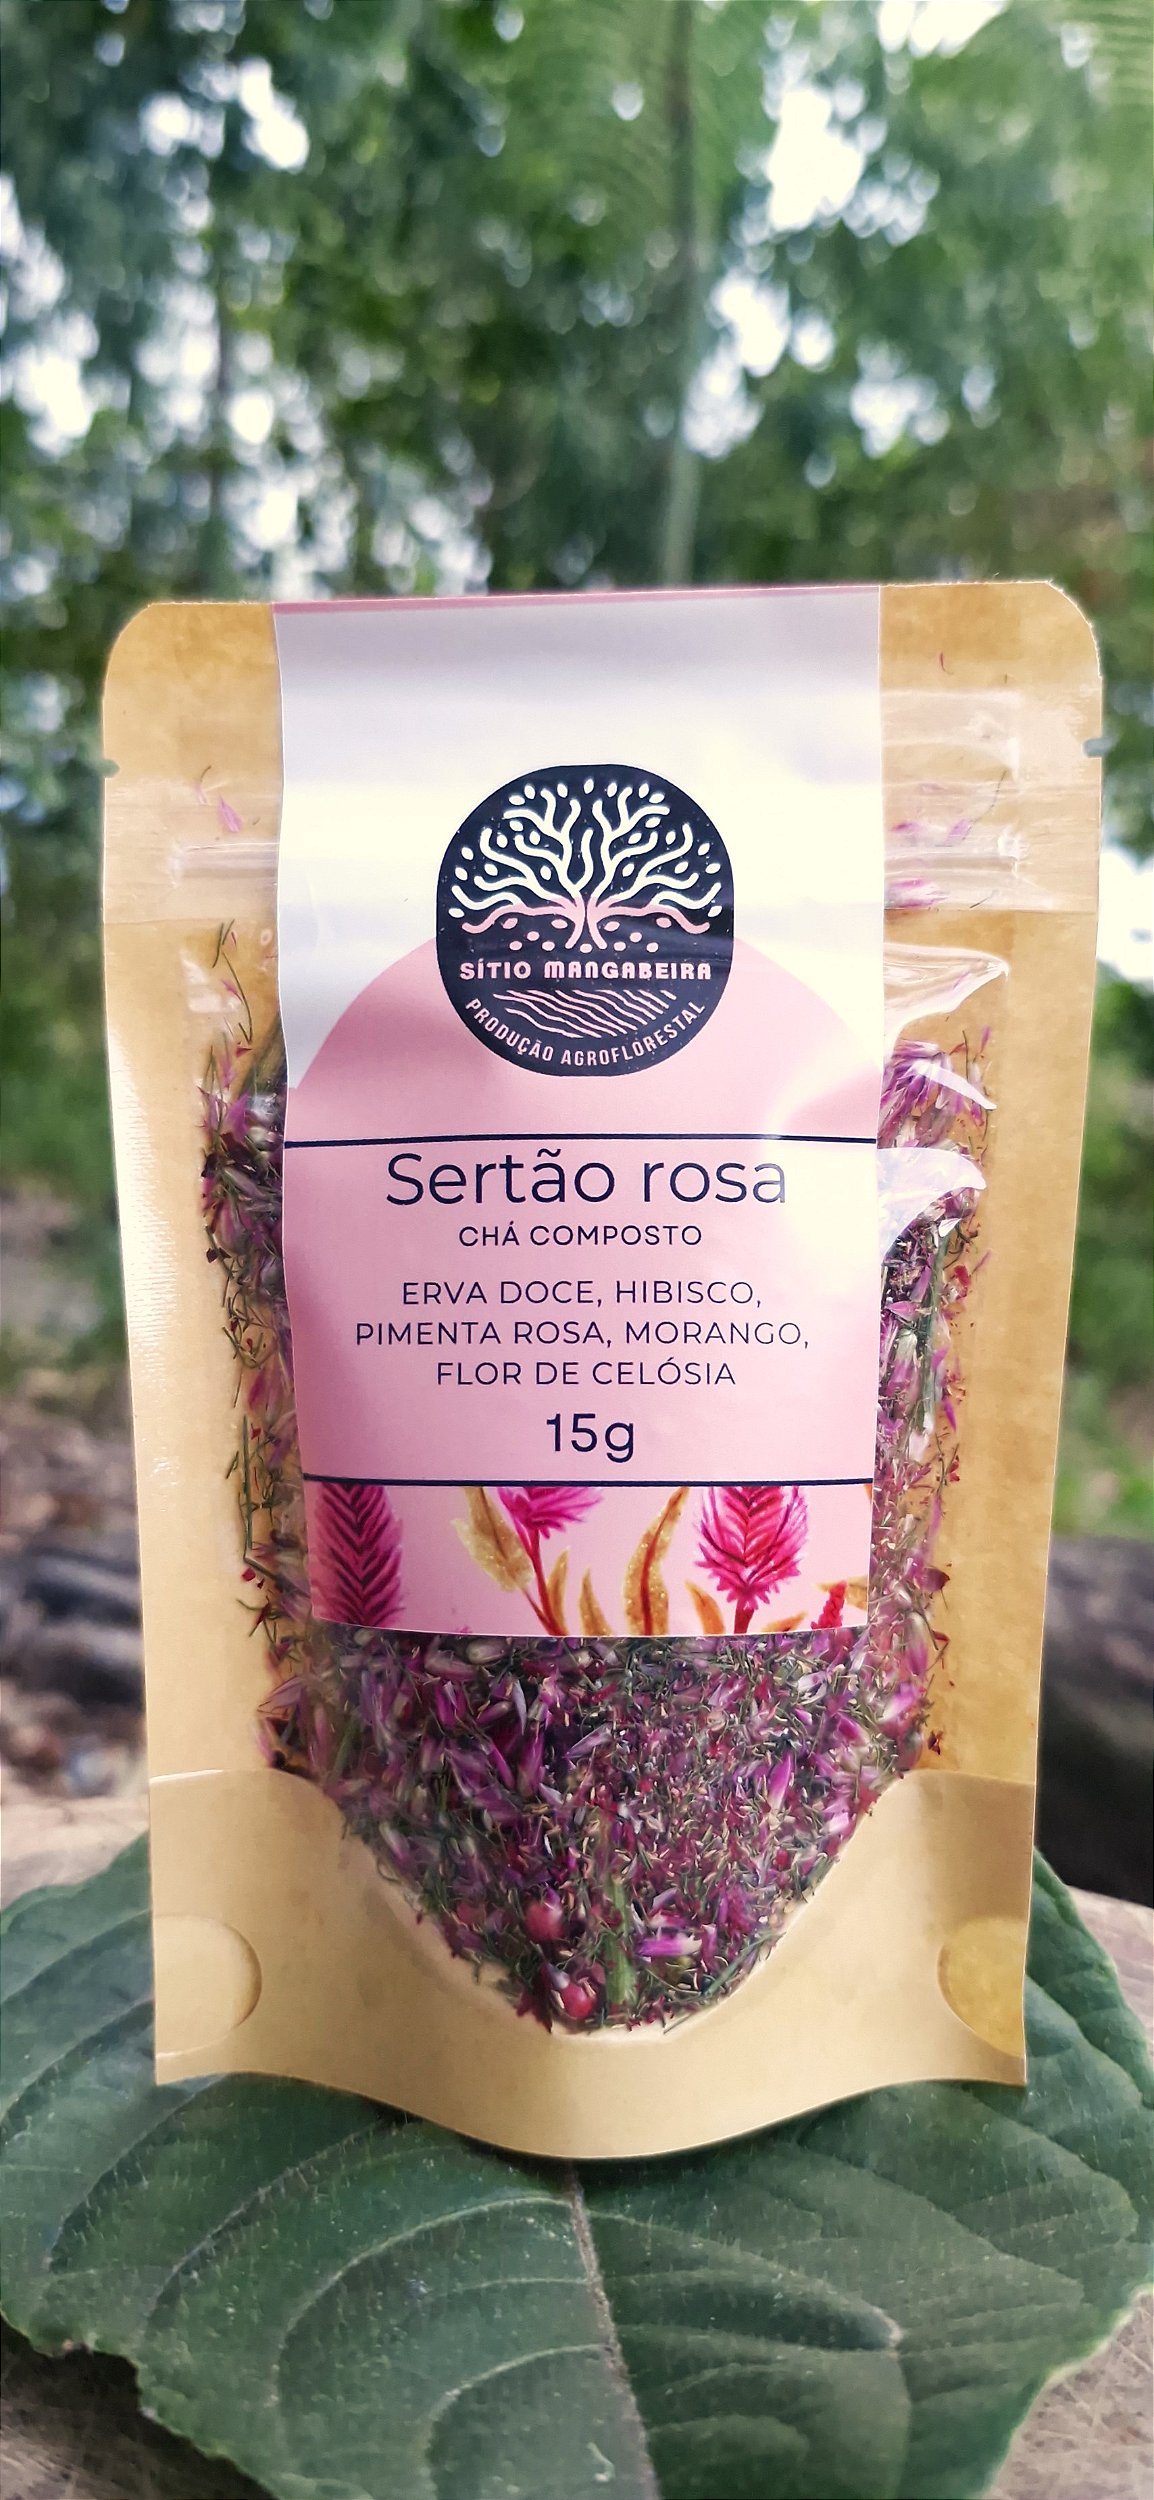 SÍTIO MANGABEIRA
PRODUÇÃO AGROFLORESTAL
Sertão rosa
CHÁ COMPOSTO
ERVA DOCE, HIBISCO,
PIMENTA ROSA, MORANGO,
FLOR DE CELÓSIA
15g